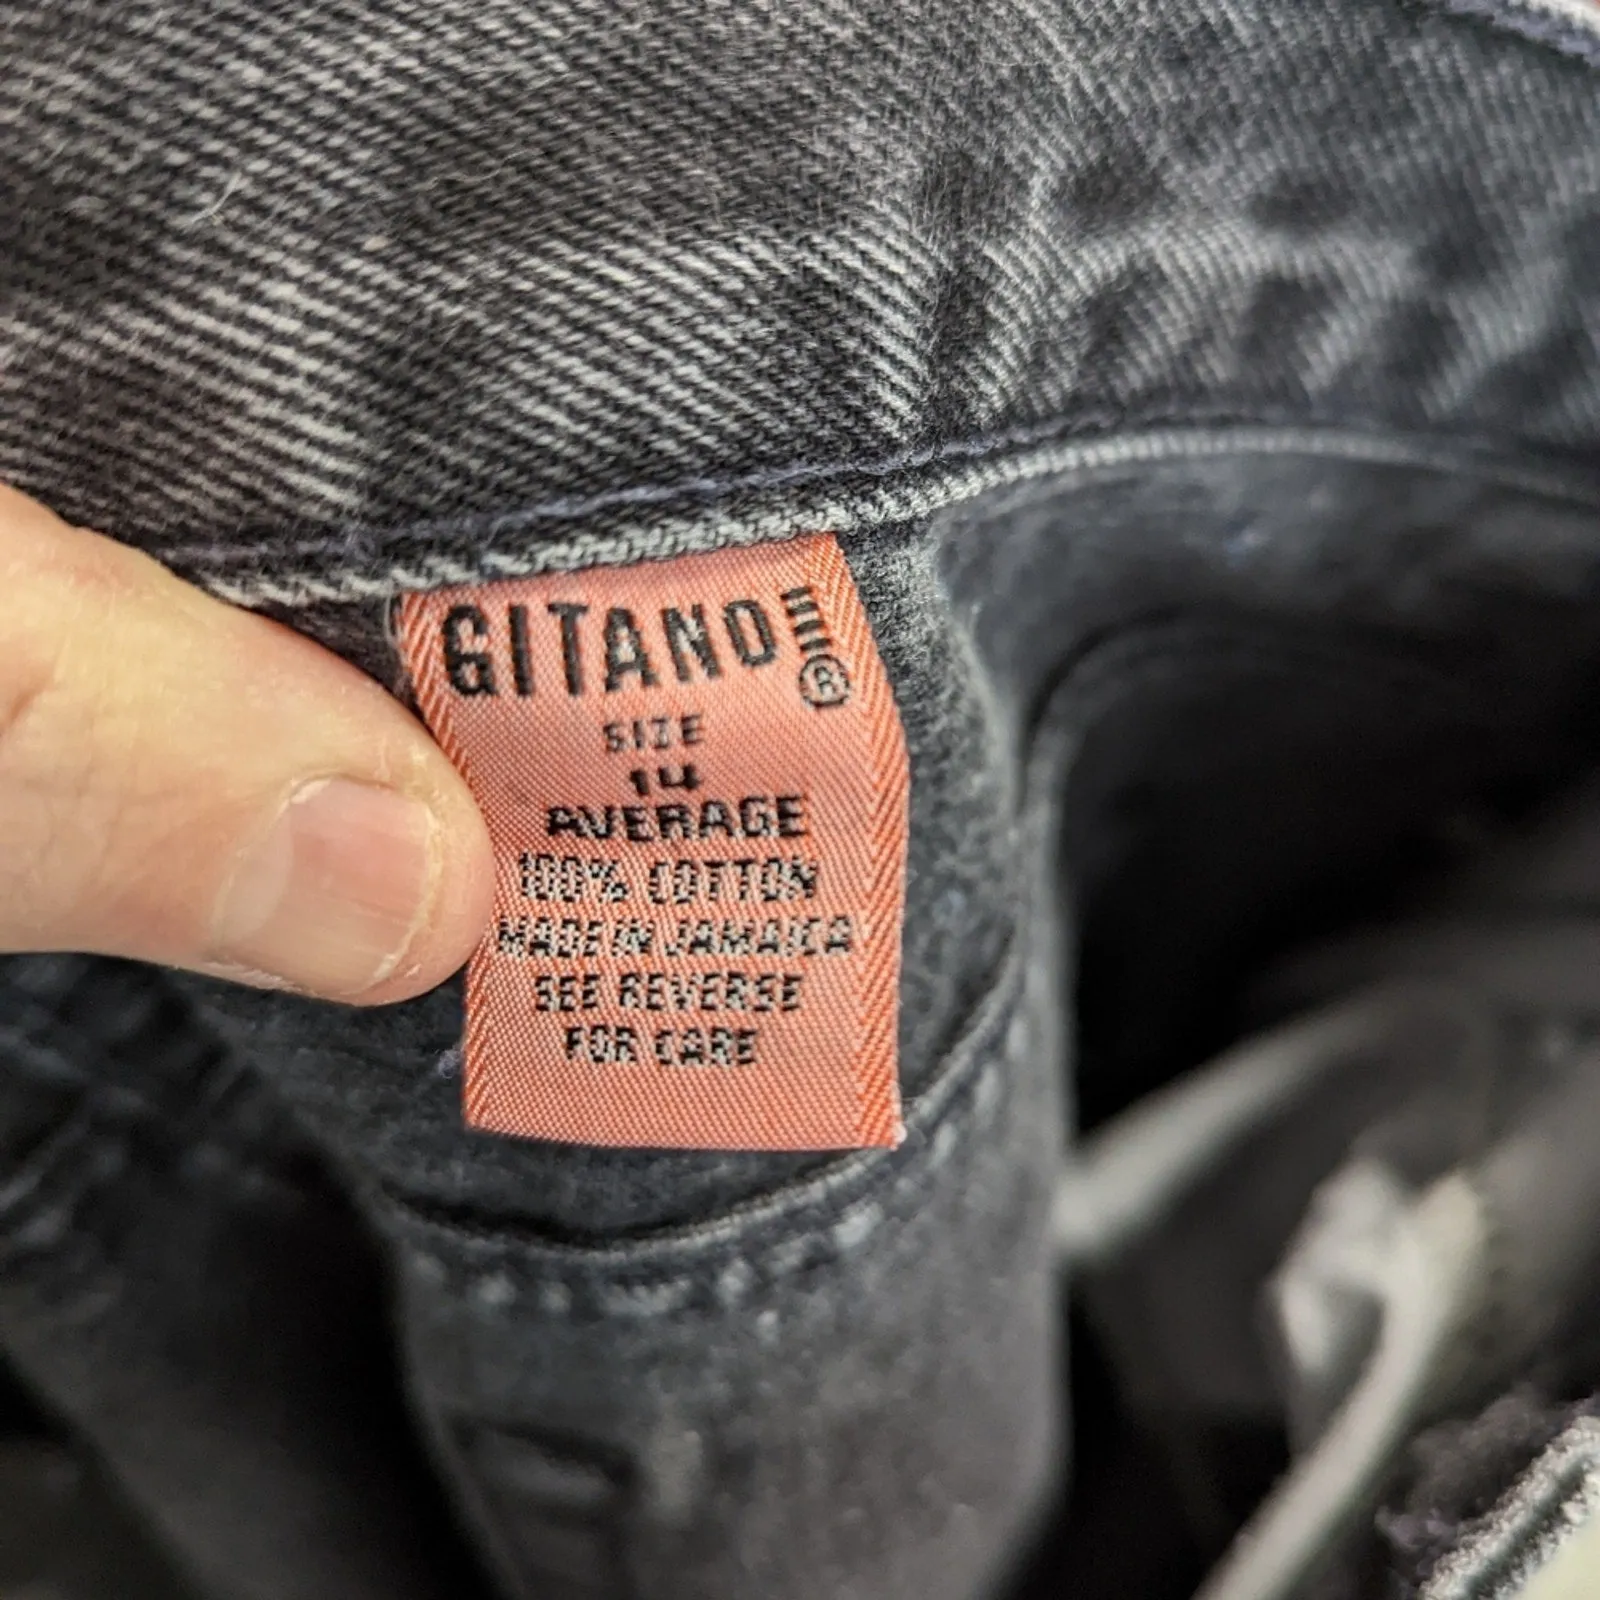 GITANO ®
SIZE
14
AVERAGE
100% COTTON
MADE IN JAMAICA
SEE REVERSE
FOR CARE